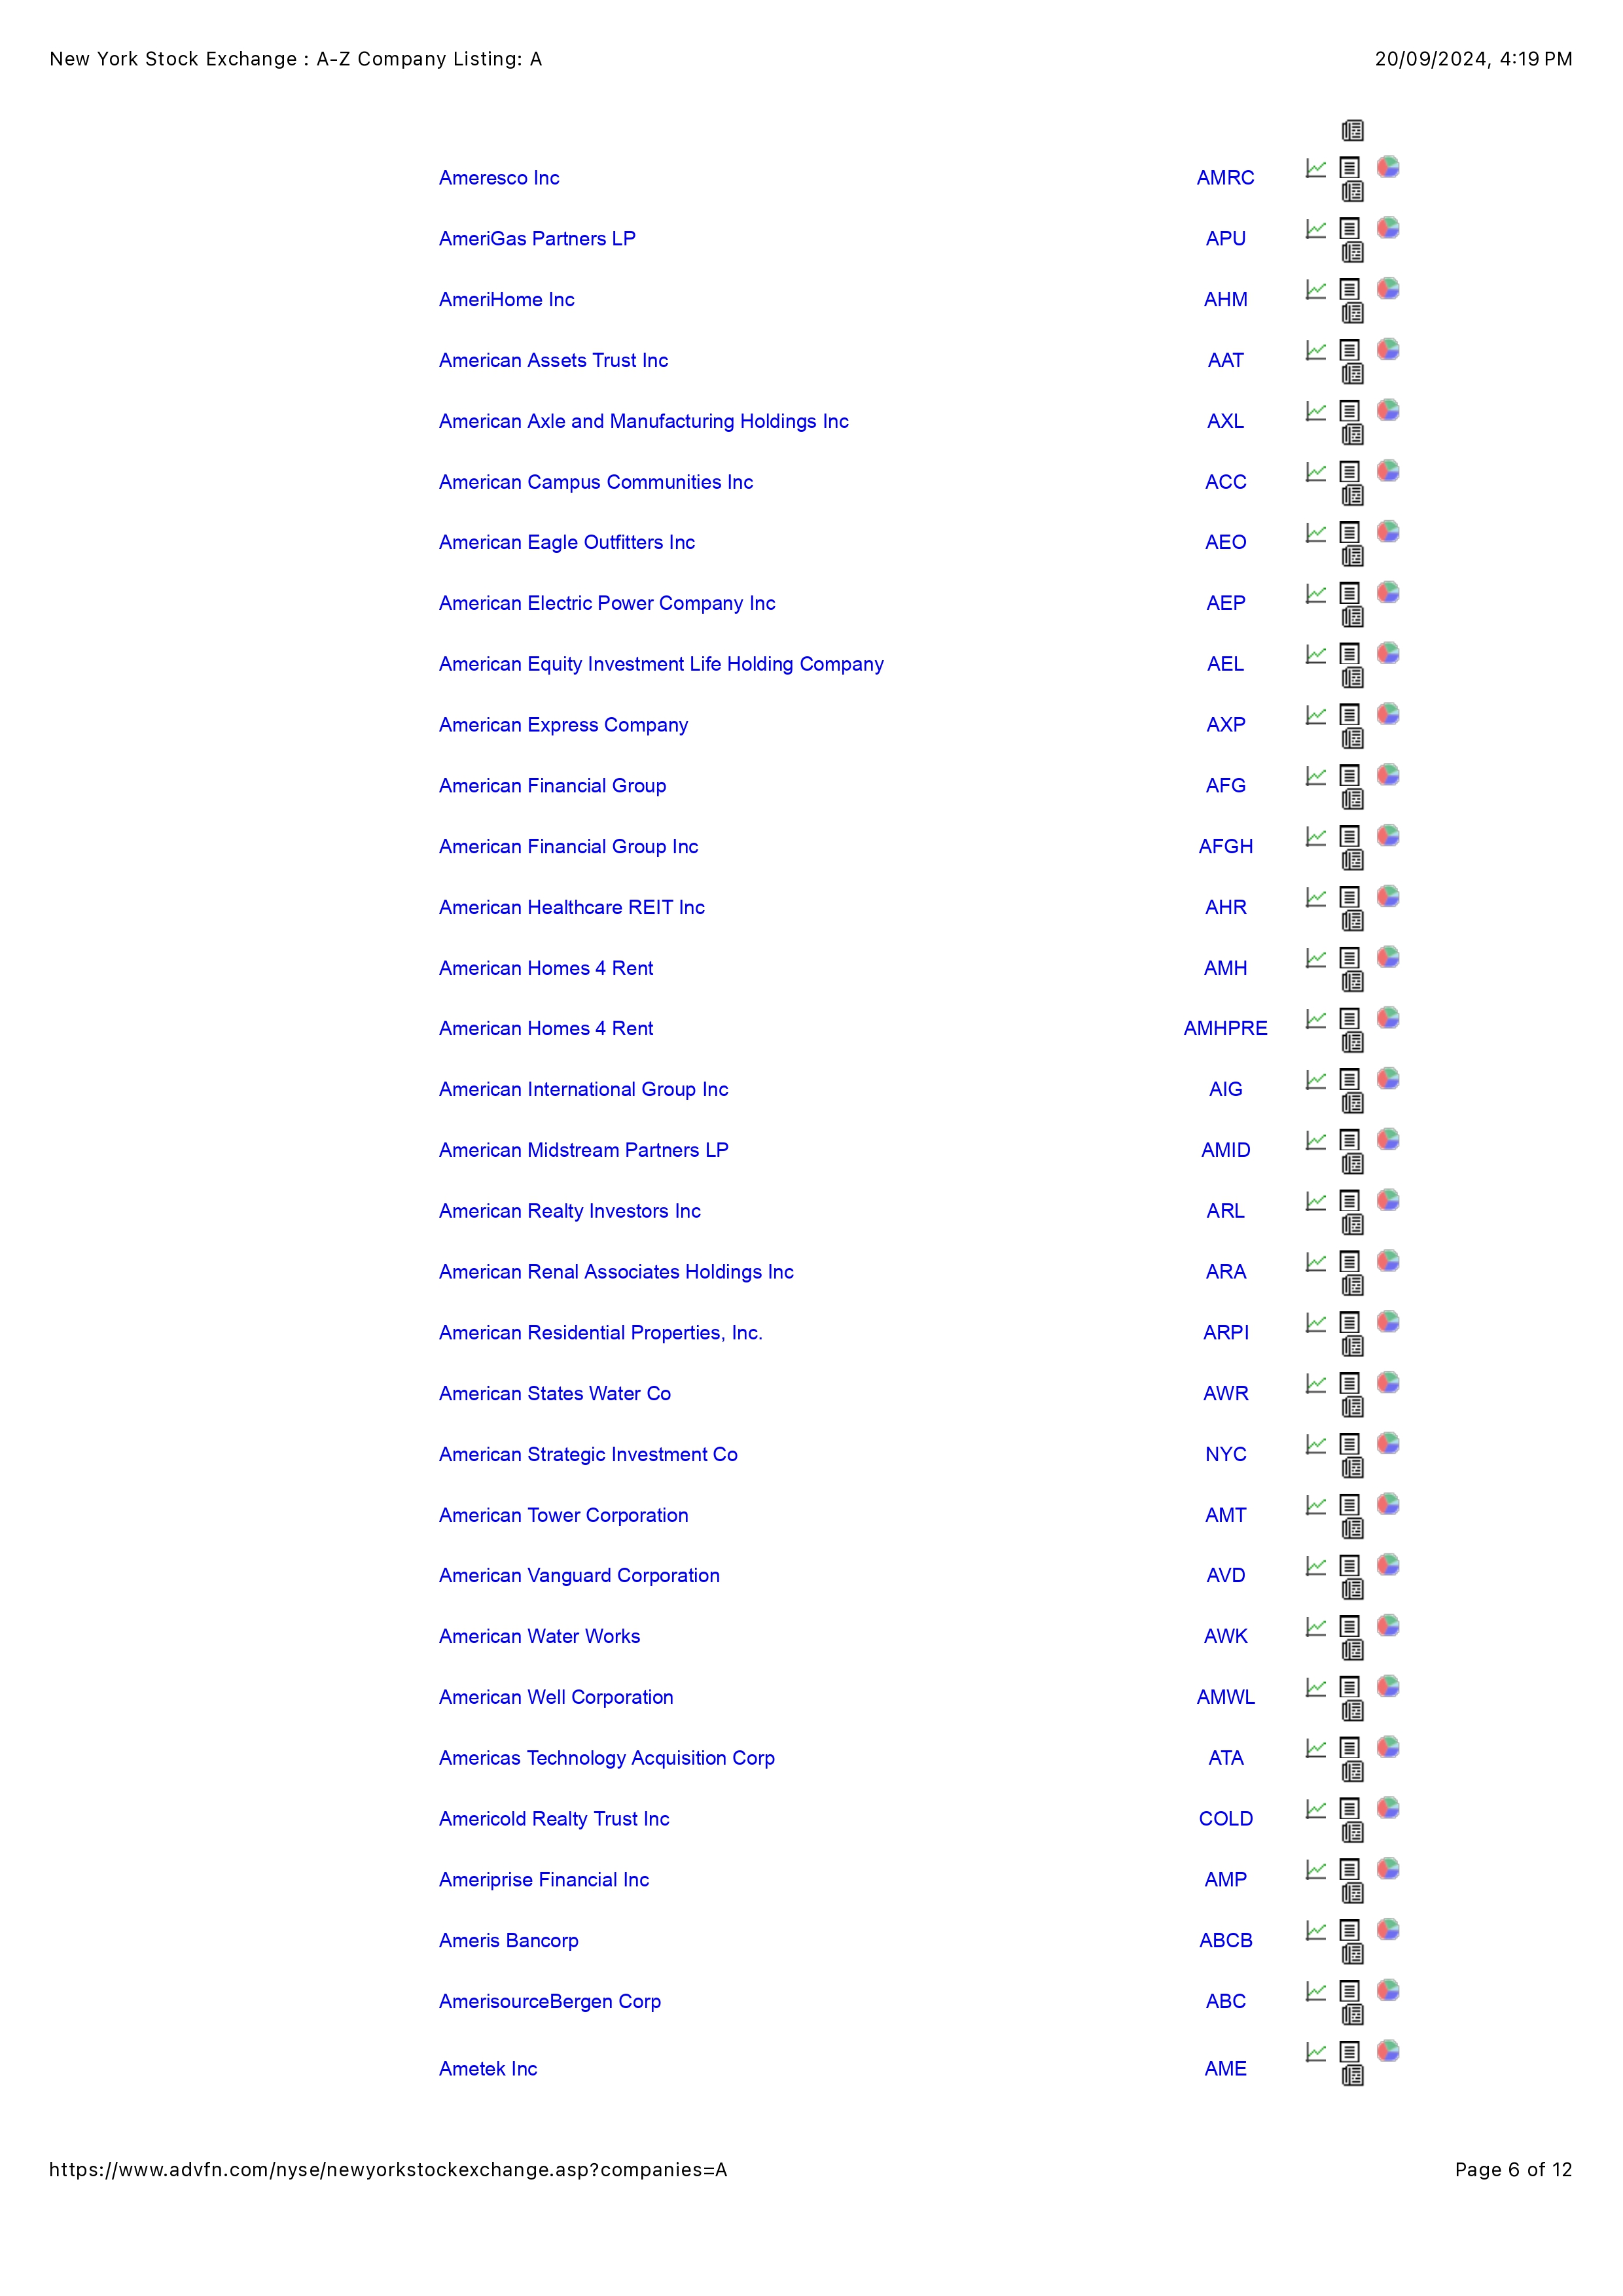 New York Stock Exchange : A-Z Company Listing: A 20/09/2024, 4:19 PM
Ameresco Inc AMRC
AmeriGas Partners LP APU
AmeriHome Inc AHM
American Assets Trust Inc AAT
American Axle and Manufacturing Holdings Inc AXL
American Campus Communities Inc ACC
American Eagle Outfitters Inc AEO
American Electric Power Company Inc AEP
American Equity Investment Life Holding Company AEL
American Express Company AXP
American Financial Group AFG
American Financial Group Inc AFGH
American Healthcare REIT Inc AHR
American Homes 4 Rent AMH
American Homes 4 Rent AMHPRE
American International Group Inc AIG
American Midstream Partners LP AMID
American Realty Investors Inc ARL
American Renal Associates Holdings Inc ARA
American Residential Properties, Inc. ARPI
American States Water Co AWR
American Strategic Investment Co NYC
American Tower Corporation AMT
American Vanguard Corporation AVD
American Water Works AWK
American Well Corporation AMWL
Americas Technology Acquisition Corp ATA
Americold Realty Trust Inc COLD
Ameriprise Financial Inc AMP
Ameris Bancorp ABCB
AmerisourceBergen Corp ABC
Ametek Inc AME
https://www.advfn.com/nyse/newyorkstockexchange.asp?companies=A Page 6 of 12